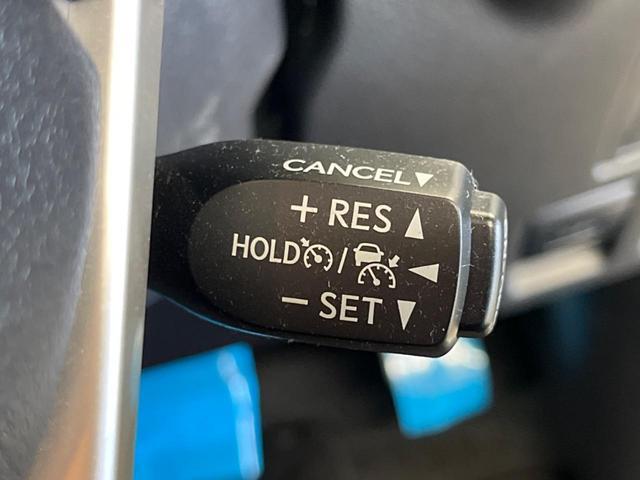 CANCEL▼
+ RES ▲
HOLD / ◀
− SET ▼